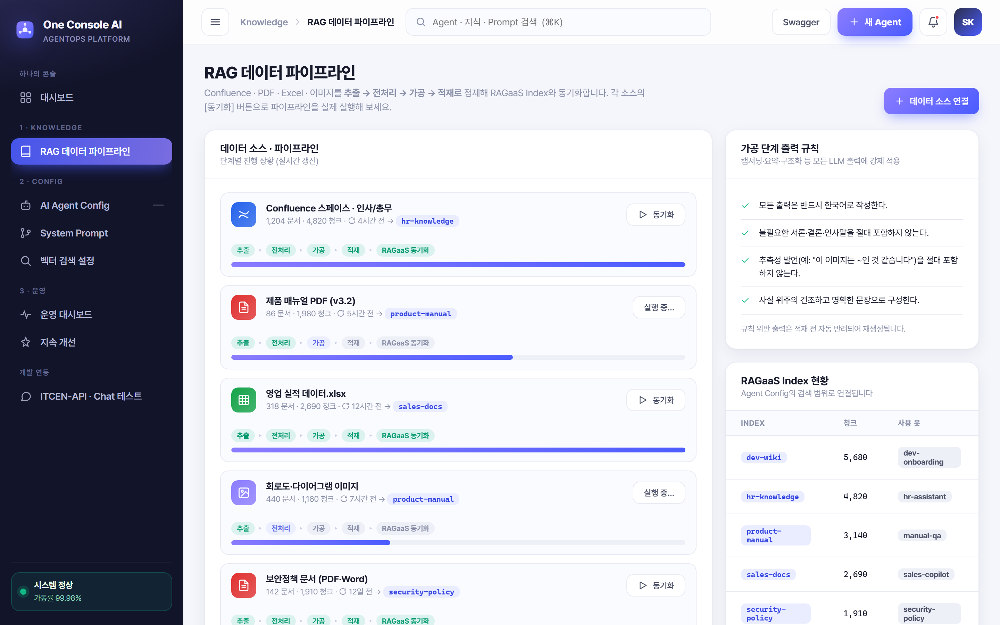 One Console AI
AGENTOPS PLATFORM
하나의 콘솔
대시보드
1 · KNOWLEDGE
RAG 데이터 파이프라인
2 · CONFIG
AI Agent Config
System Prompt
벡터 검색 설정
3 · 운영
운영 대시보드
지속 개선
개발 연동
ITCEN-API · Chat 테스트
시스템 정상
가동률 99.98%
Knowledge > RAG 데이터 파이프라인
Agent · 지식 · Prompt 검색 (⌘K)
Swagger
+ 새 Agent
SK
RAG 데이터 파이프라인
Confluence · PDF · Excel · 이미지를 추출 → 전처리 → 가공 → 적재로 정제해 RAGaaS Index와 동기화합니다. 각 소스의
[동기화] 버튼으로 파이프라인을 실제 실행해 보세요.
+ 데이터 소스 연결
데이터 소스 · 파이프라인
단계별 진행 상황 (실시간 갱신)
Confluence 스페이스 · 인사/총무
1,204 문서 · 4,820 청크 · 4시간 전 → hr-knowledge
동기화
추출 ▸ 전처리 ▸ 가공 ▸ 적재 ▸ RAGaaS 동기화
제품 매뉴얼 PDF (v3.2)
86 문서 · 1,980 청크 · 5시간 전 → product-manual
실행 중...
추출 ▸ 전처리 ▸ 가공 ▸ 적재 ▸ RAGaaS 동기화
영업 실적 데이터.xlsx
318 문서 · 2,690 청크 · 12시간 전 → sales-docs
동기화
추출 ▸ 전처리 ▸ 가공 ▸ 적재 ▸ RAGaaS 동기화
회로도·다이어그램 이미지
440 문서 · 1,160 청크 · 7시간 전 → product-manual
실행 중...
추출 ▸ 전처리 ▸ 가공 ▸ 적재 ▸ RAGaaS 동기화
보안정책 문서 (PDF·Word)
142 문서 · 1,910 청크 · 12일 전 → security-policy
동기화
추출 ▸ 전처리 ▸ 가공 ▸ 적재 ▸ RAGaaS 동기화
가공 단계 출력 규칙
캡셔닝·요약·구조화 등 모든 LLM 출력에 강제 적용
모든 출력은 반드시 한국어로 작성한다.
불필요한 서론·결론·인사말을 절대 포함하지 않는다.
추측성 발언(예: "이 이미지는 ~인 것 같습니다")을 절대 포함
하지 않는다.
사실 위주의 건조하고 명확한 문장으로 구성한다.
규칙 위반 출력은 적재 전 자동 반려되어 재생성됩니다.
RAGaaS Index 현황
Agent Config의 검색 범위로 연결됩니다
INDEX 청크 사용 봇
dev-wiki 5,680 dev-
onboarding
hr-knowledge 4,820 hr-assistant
product-
manual 3,140 manual-qa
sales-docs 2,690 sales-copilot
security-
policy 1,910 security-
policy